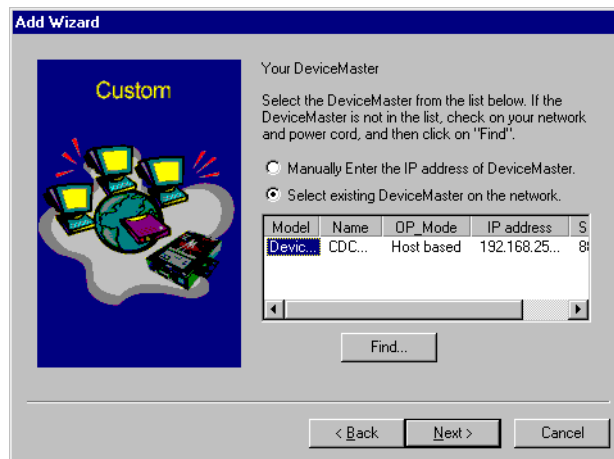 Add Wizard
Custom
Your DeviceMaster
Select the DeviceMaster from the list below. If the
DeviceMaster is not in the list, check on your network
and power cord, and then click on "Find".
Manually Enter the IP address of DeviceMaster.
Select existing DeviceMaster on the network.
Model Name OP_Mode IP address S
Devic... CDC... Host based 192.168.25... 8
Find...
< Back Next > Cancel